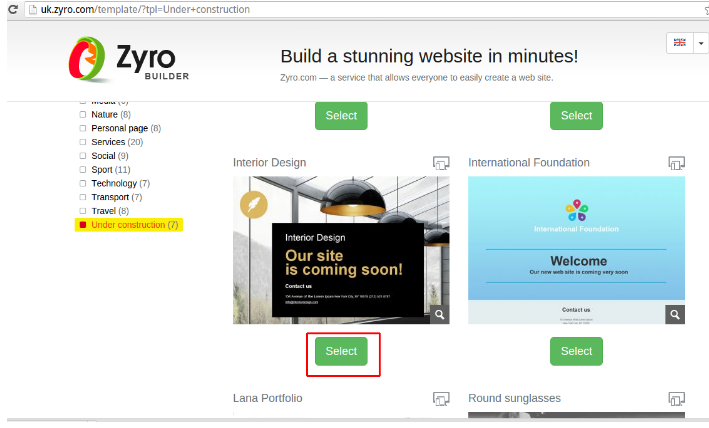 uk.zyro.com/template/?tpl=Under+construction
Zyro
BUILDER
Build a stunning website in minutes!
Zyro.com — a service that allows everyone to easily create a web site.
Nature (8)
Personal page (8)
Services (20)
Social (9)
Sport (11)
Technology (7)
Transport (7)
Travel (8)
Under construction (7)
Select
Select
Interior Design
International Foundation
Interior Design
Our site
is coming soon!
Contact us
International Foundation
Welcome
Our new web site is coming very soon
Contact us
Select
Select
Lana Portfolio
Round sunglasses